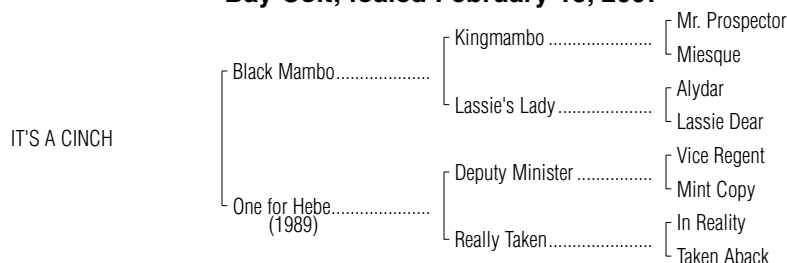 Kingmambo ....................
Mr. Prospector
Miesque
Black Mambo....................
Lassie's Lady ..................
Alydar
Lassie Dear
IT'S A CINCH
Deputy Minister ................
Vice Regent
Mint Copy
One for Hebe.....................
(1989)
Really Taken....................
In Reality
Taken Aback